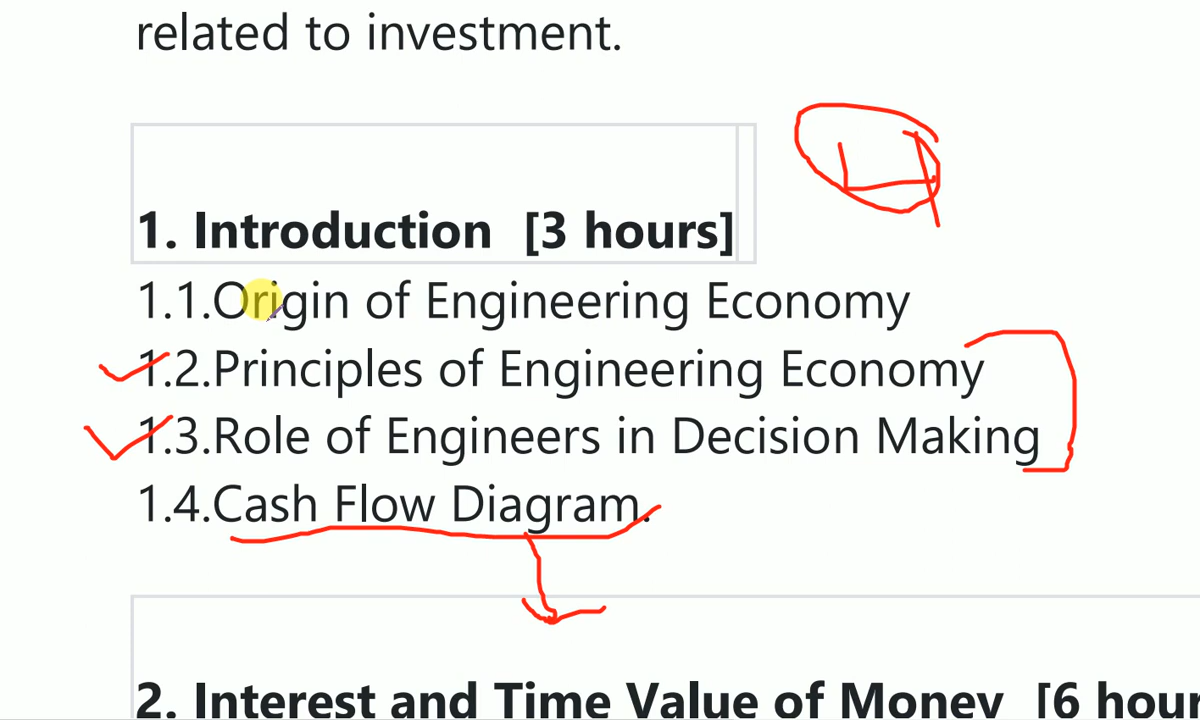 related to investment.
1. Introduction [3 hours]
1.1.Origin of Engineering Economy
1.2.Principles of Engineering Economy
1.3.Role of Engineers in Decision Making
1.4.Cash Flow Diagram.
2. Interest and Time Value of Money [6 hour